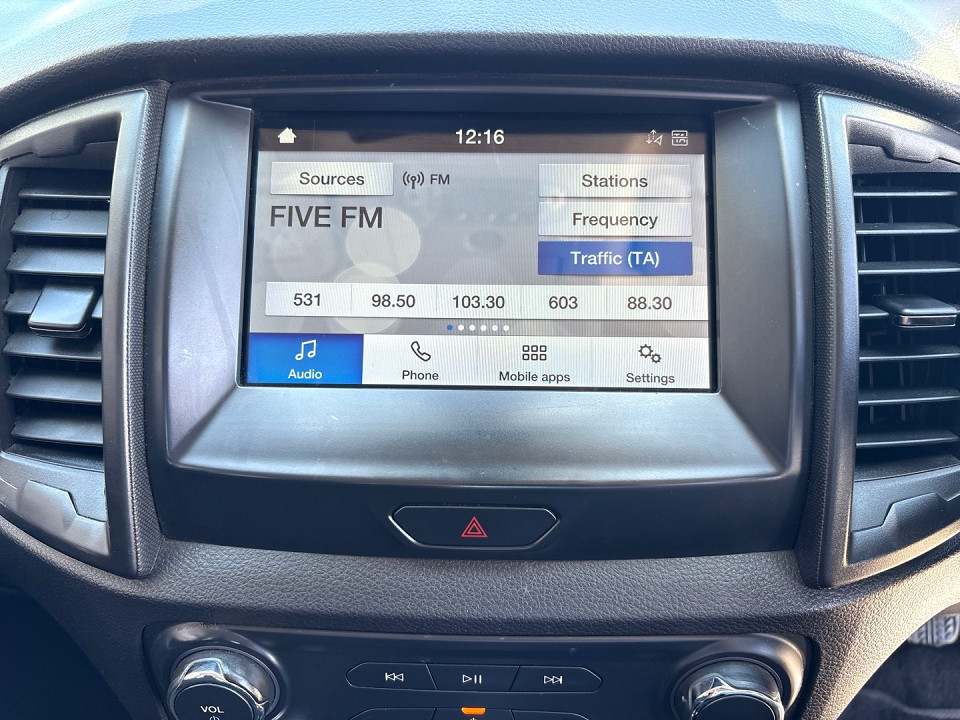 12:16
Sources FM Stations
FIVE FM Frequency
Traffic (TA)
531 98.50 103.30 603 88.30
Audio Phone Mobile apps Settings
VOL